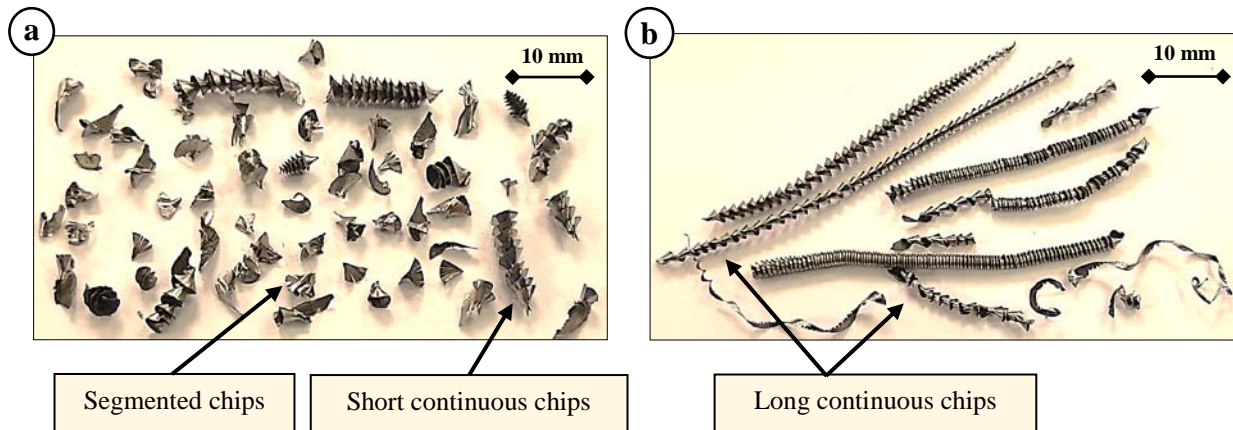 a
10 mm
b
10 mm
Segmented chips
Short continuous chips
Long continuous chips